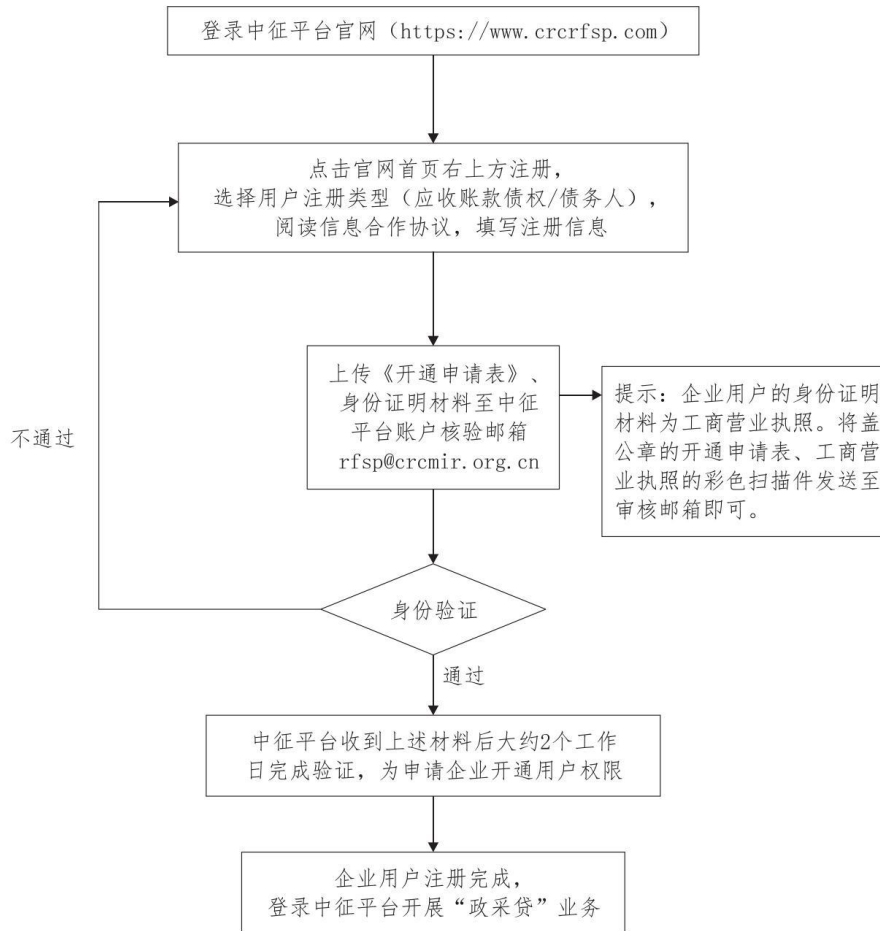 登录中征平台官网（https://www.crcrfsp.com）
点击官网首页右上方注册，
选择用户注册类型（应收账款债权/债务人），
阅读信息合作协议，填写注册信息
上传《开通申请表》、
身份证明材料至中征
平台账户核验邮箱
rfsp@crcmir.org.cn
提示：企业用户的身份证明
材料为工商营业执照。将盖
公章的开通申请表、工商营
业执照的彩色扫描件发送至
审核邮箱即可。
不通过
身份验证
通过
中征平台收到上述材料后大约2个工作
日完成验证，为申请企业开通用户权限
企业用户注册完成，
登录中征平台开展“政采贷”业务